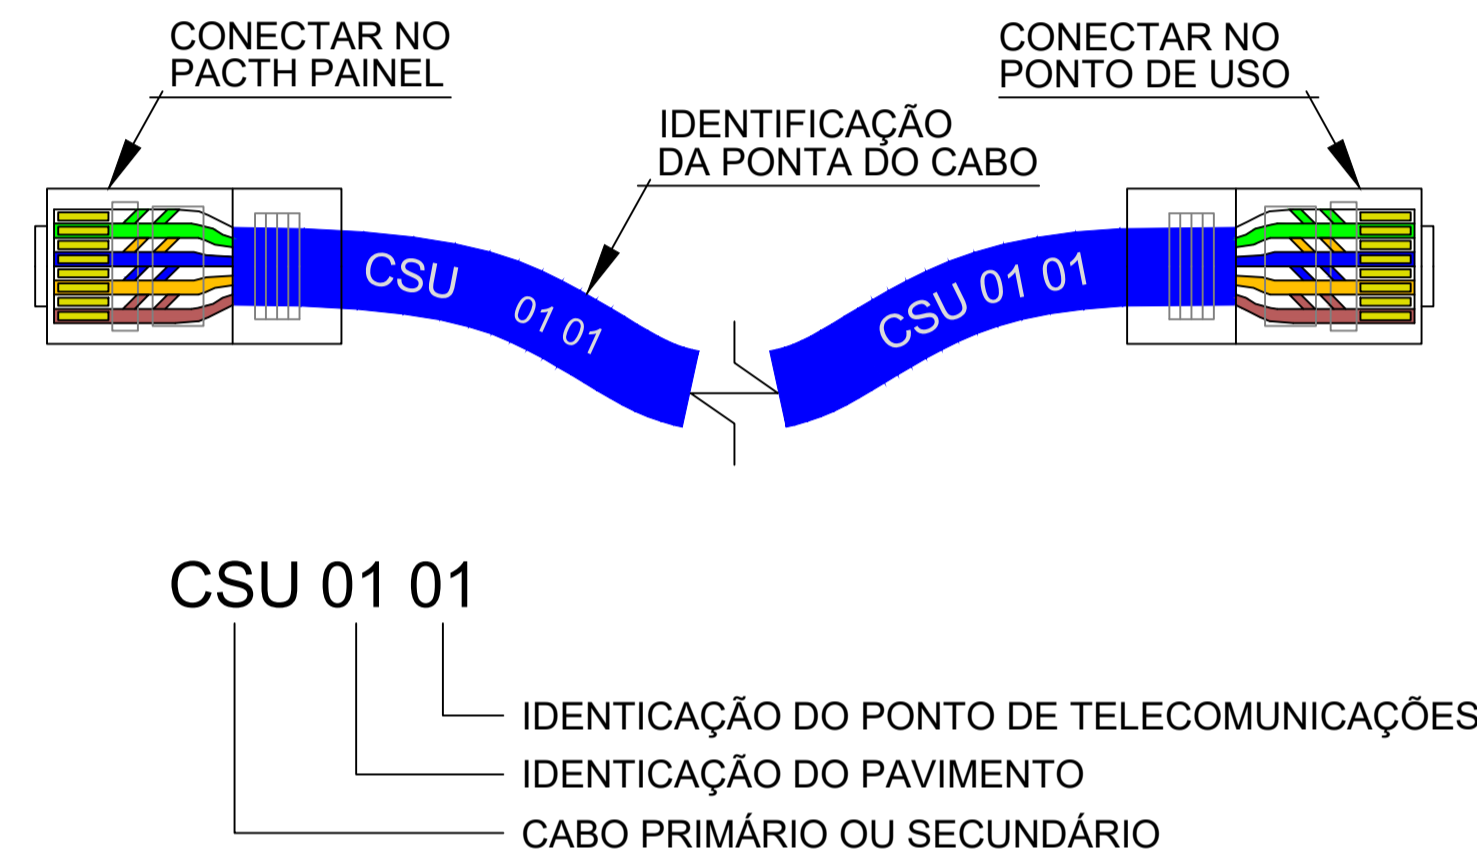 CONECTAR NO
PACTH PAINEL
CONECTAR NO
PONTO DE USO
IDENTIFICAÇÃO
DA PONTA DO CABO
CSU 01 01
CSU 01 01
CSU 01 01
IDENTICAÇÃO DO PONTO DE TELECOMUNICAÇÕES
IDENTICAÇÃO DO PAVIMENTO
CABO PRIMÁRIO OU SECUNDÁRIO